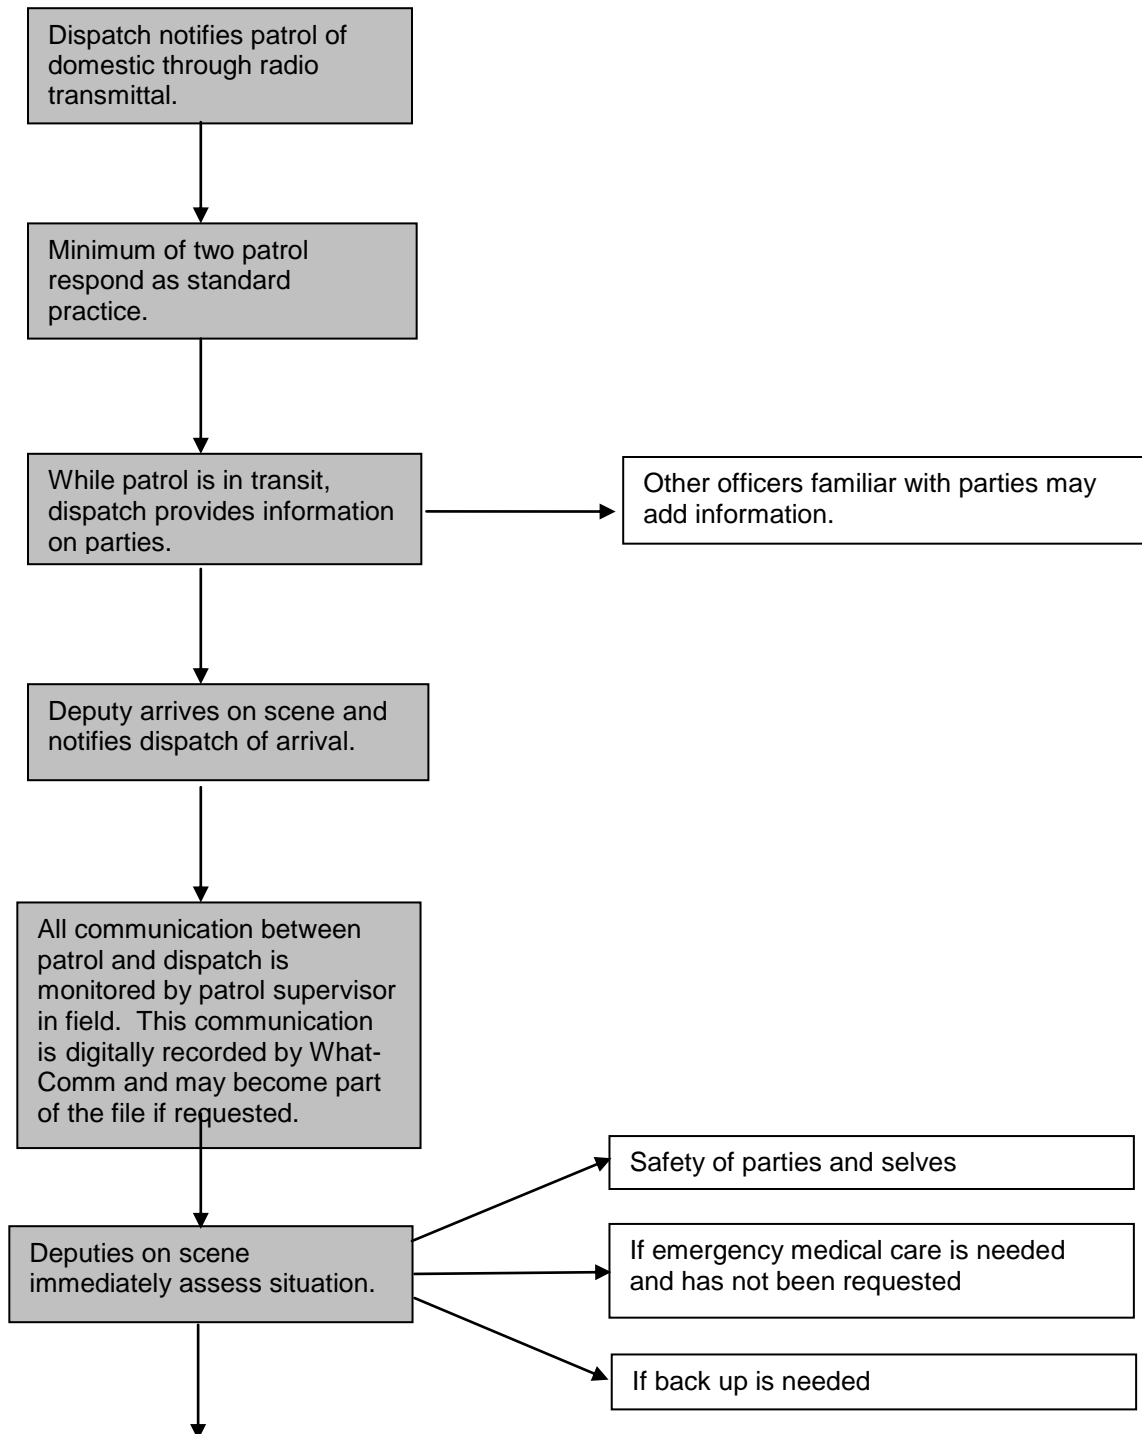 Dispatch notifies patrol of
domestic through radio
transmittal.
Minimum of two patrol
respond as standard
practice.
While patrol is in transit,
dispatch provides information
on parties.
Other officers familiar with parties may
add information.
Deputy arrives on scene and
notifies dispatch of arrival.
All communication between
patrol and dispatch is
monitored by patrol supervisor
in field.  This communication
is digitally recorded by What-
Comm and may become part
of the file if requested.
Deputies on scene
immediately assess situation.
Safety of parties and selves
If emergency medical care is needed
and has not been requested
If back up is needed